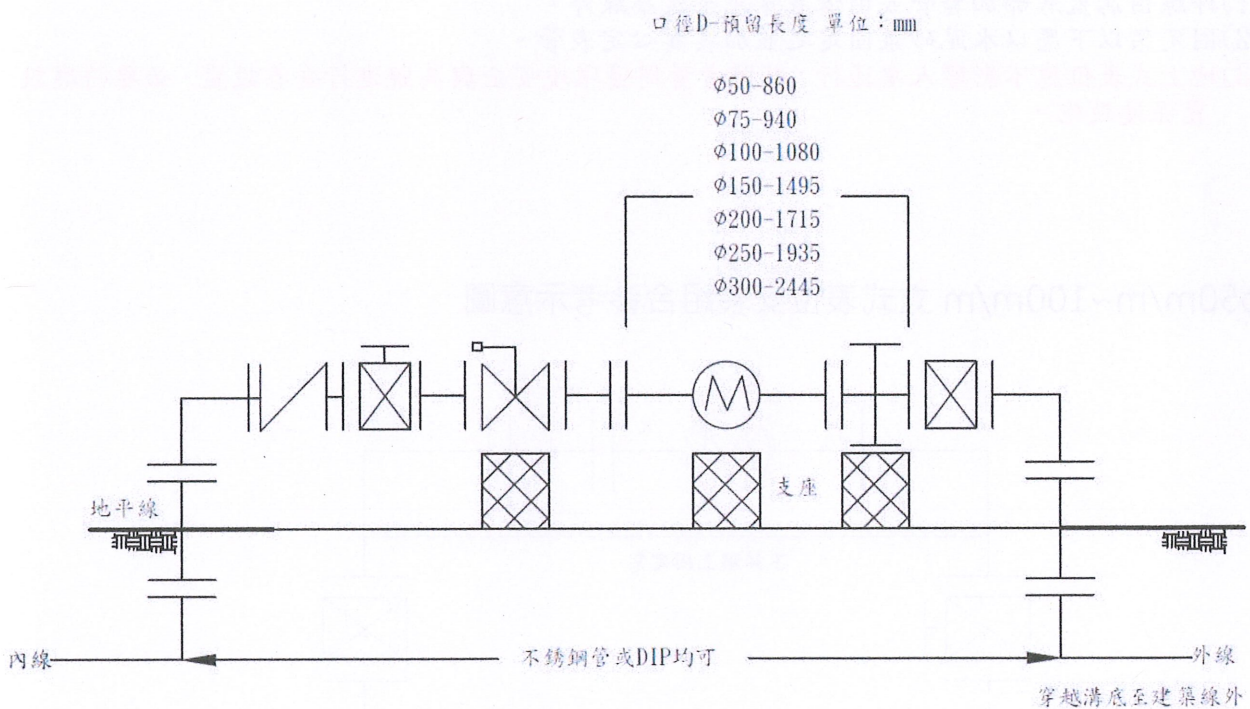 口徑D-預留長度 單位：mm
Φ50-860
Φ75-940
Φ100-1080
Φ150-1495
Φ200-1715
Φ250-1935
Φ300-2445
M
支座
地平線
內線
不銹鋼管或DIP均可
外線
穿越溝底至建築線外